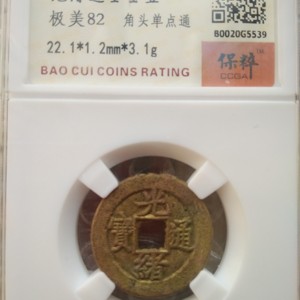 极美82 角头单点通
22.1*1.2mm*3.1g
BAO CUI COINS RATING
80020G5539
保粹
CCDA
光緒通寶